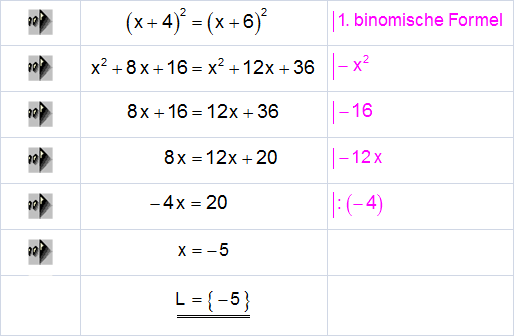 (x + 4)² = (x + 6)² | 1. binomische Formel
x² + 8x + 16 = x² + 12x + 36 | − x²
8x + 16 = 12x + 36 | − 16
8x = 12x + 20 | − 12x
−4x = 20 | : (−4)
x = −5
L = {−5}